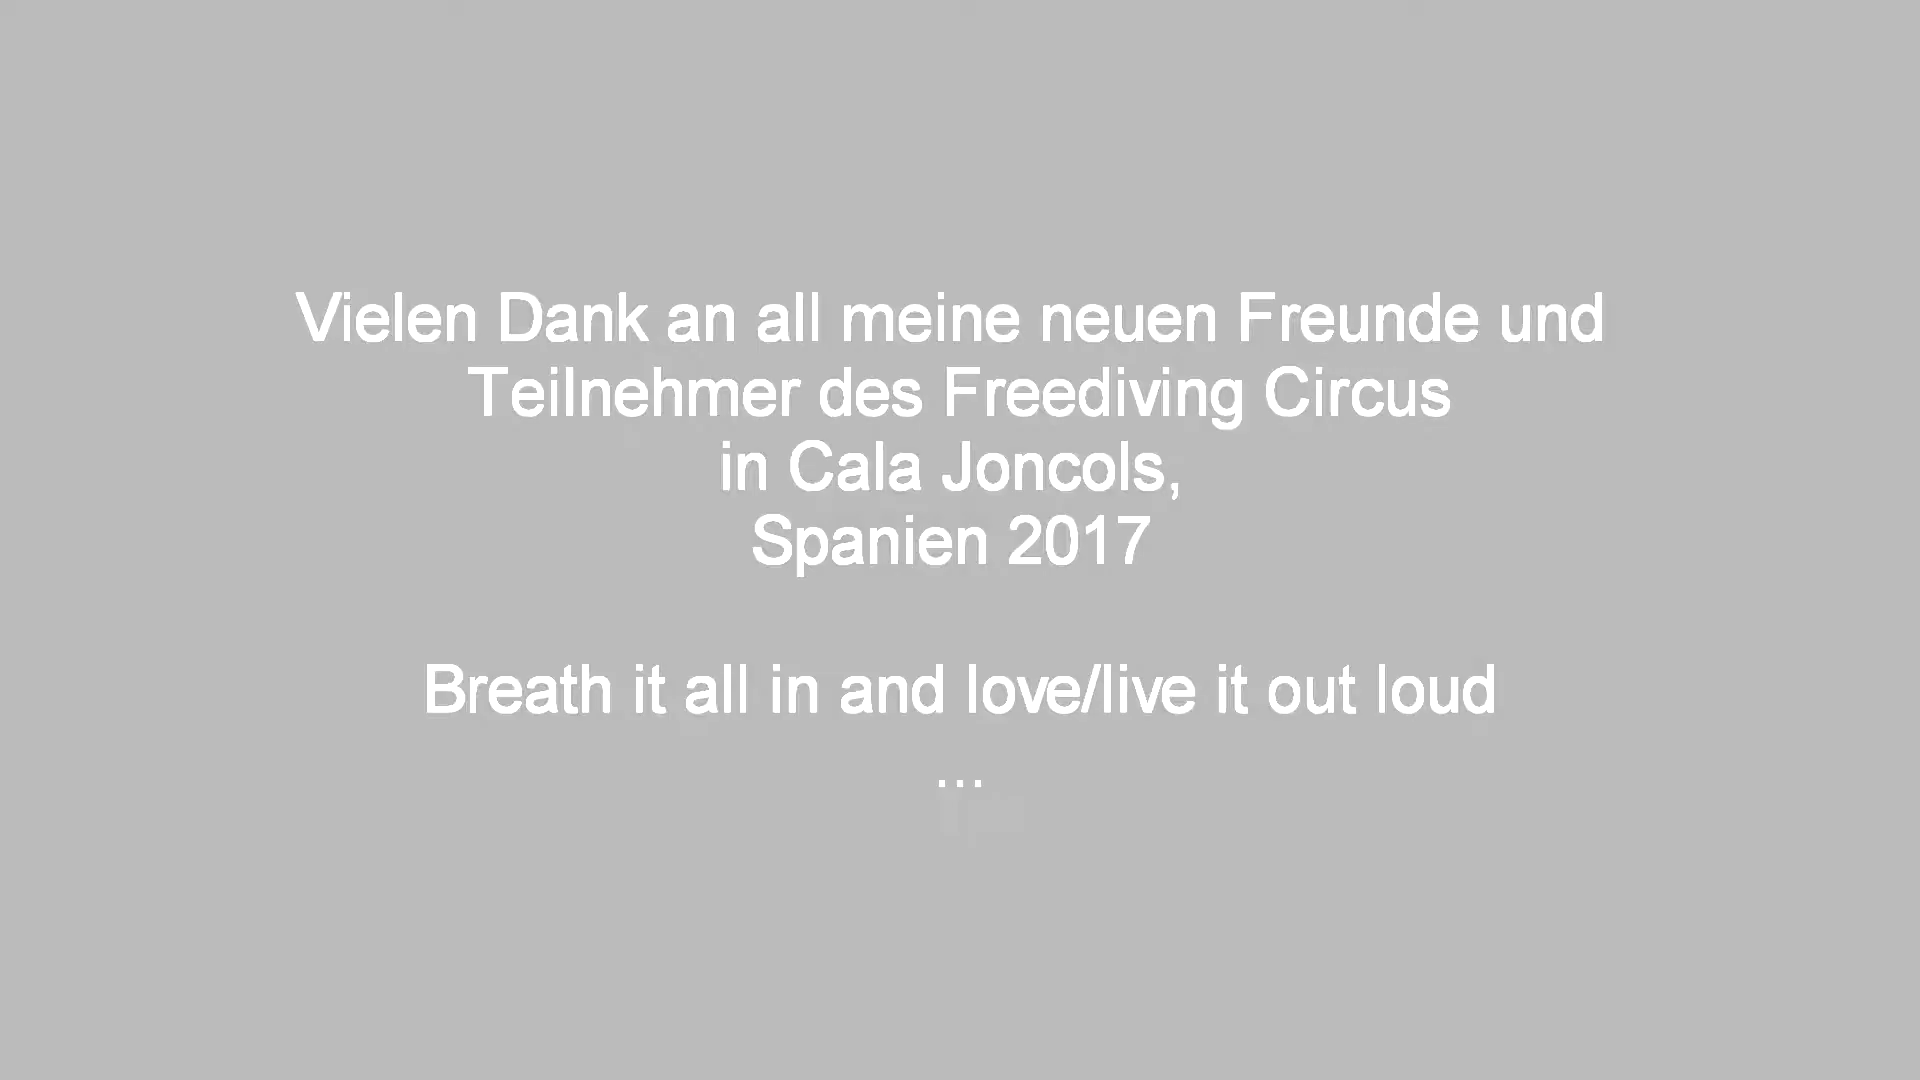 Vielen Dank an all meine neuen Freunde und
Teilnehmer des Freediving Circus
in Cala Joncols,
Spanien 2017
Breath it all in and love/live it out loud
...